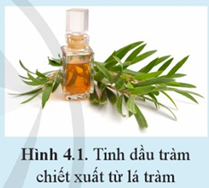 Hình 4.1. Tinh dầu tràm
chiết xuất từ lá tràm